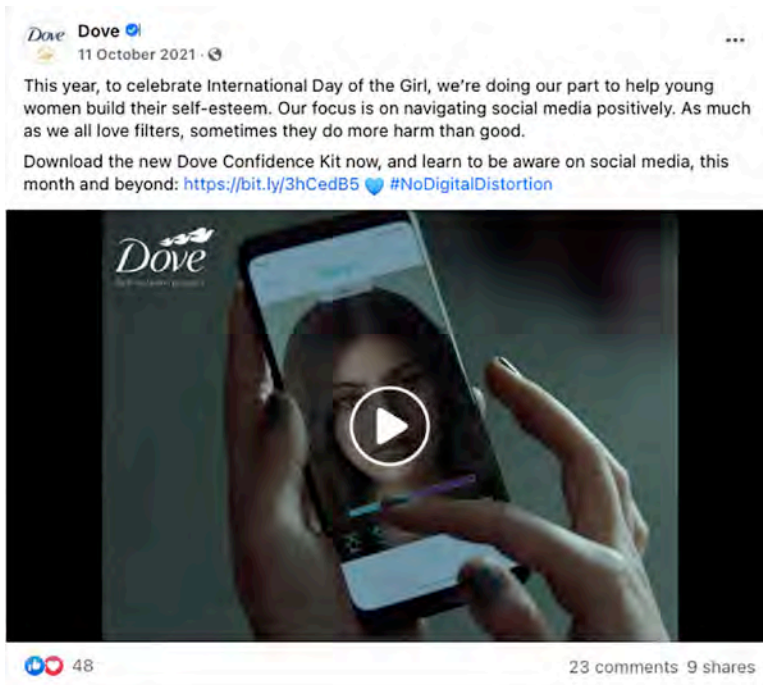 Dove Dove
11 October 2021 ·
...
This year, to celebrate International Day of the Girl, we're doing our part to help young
women build their self-esteem. Our focus is on navigating social media positively. As much
as we all love filters, sometimes they do more harm than good.
Download the new Dove Confidence Kit now, and learn to be aware on social media, this
month and beyond: https://bit.ly/3hCedB5 💙 #NoDigitalDistortion
Dove
48 23 comments 9 shares